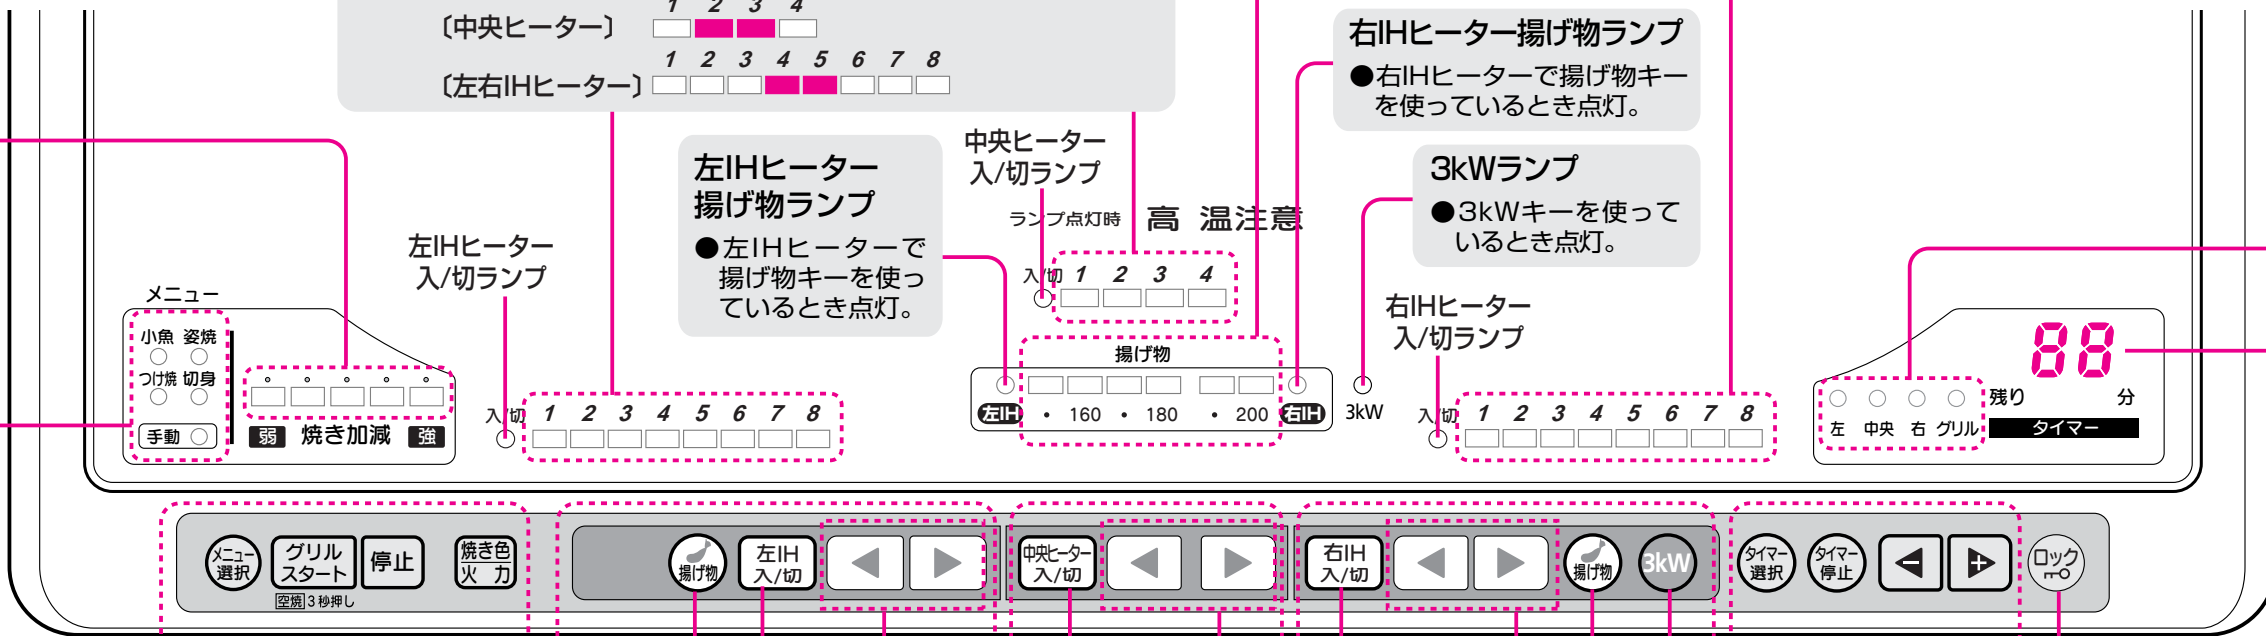 1 2 3 4
〔中央ヒーター〕
1 2 3 4 5 6 7 8
〔左右IHヒーター〕
右IHヒーター揚げ物ランプ
●右IHヒーターで揚げ物キー
を使っているとき点灯。
3kWランプ
●3kWキーを使って
いるとき点灯。
中央ヒーター
入/切ランプ
左IHヒーター
揚げ物ランプ
●左IHヒーターで
揚げ物キーを使っ
ているとき点灯。
ランプ点灯時 高 温注意
左IHヒーター
入/切ランプ
入/切 1 2 3 4
右IHヒーター
入/切ランプ
メニュー
小魚 姿焼
つけ焼 切身
手動
弱 焼き加減 強
入/切 1 2 3 4 5 6 7 8
揚げ物
左IH ・ 160 ・ 180 ・ 200 右IH
3kW
入/切 1 2 3 4 5 6 7 8
88
残り 分
左 中央 右 グリル タイマー
メニュー
選択
グリル
スタート
空焼 3秒押し
停止
焼き色
火 力
揚げ物
左IH
入/切
中央ヒーター
入/切
右IH
入/切
揚げ物
3kW
タイマー
選択
タイマー
停止
−
+
ロック